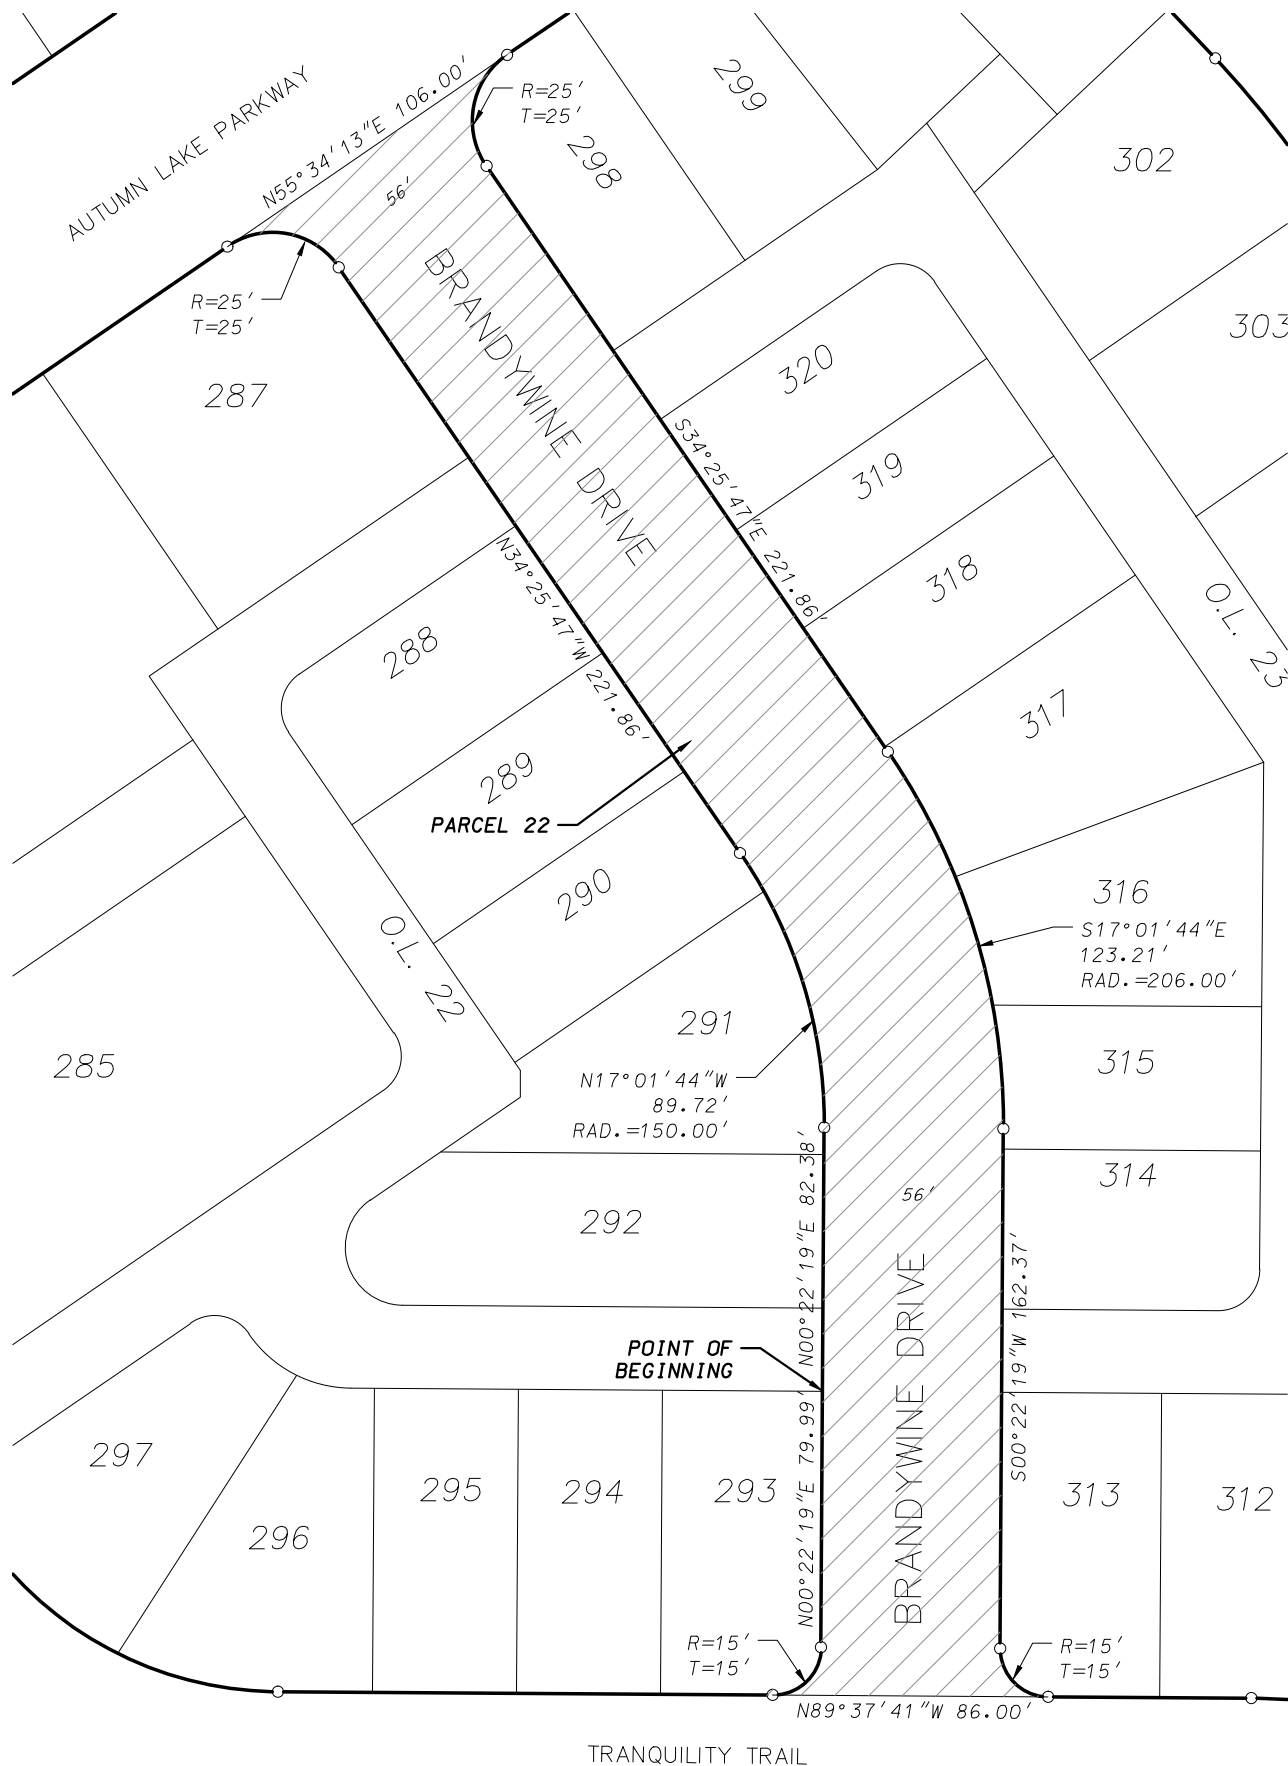 AUTUMN LAKE PARKWAY
N55°34'13"E 106.00'
R=25'
T=25'
299
298
302
56'
R=25'
T=25'
287
BRANDYWINE DRIVE
303
320
319
318
317
S34°25'47"E 221.86'
N34°25'47"W 221.86'
288
289
290
O.L. 23
PARCEL 22
316
S17°01'44"E
123.21'
RAD.=206.00'
O.L. 22
291
285
315
N17°01'44"W
89.72'
RAD.=150.00'
314
292
56'
N00°22'19"E 82.38'
S00°22'19"W 162.37'
BRANDYWINE DRIVE
POINT OF
BEGINNING
N00°22'19"E 79.99'
297
296
295
294
293
313
312
R=15'
T=15'
R=15'
T=15'
N89°37'41"W 86.00'
TRANQUILITY TRAIL